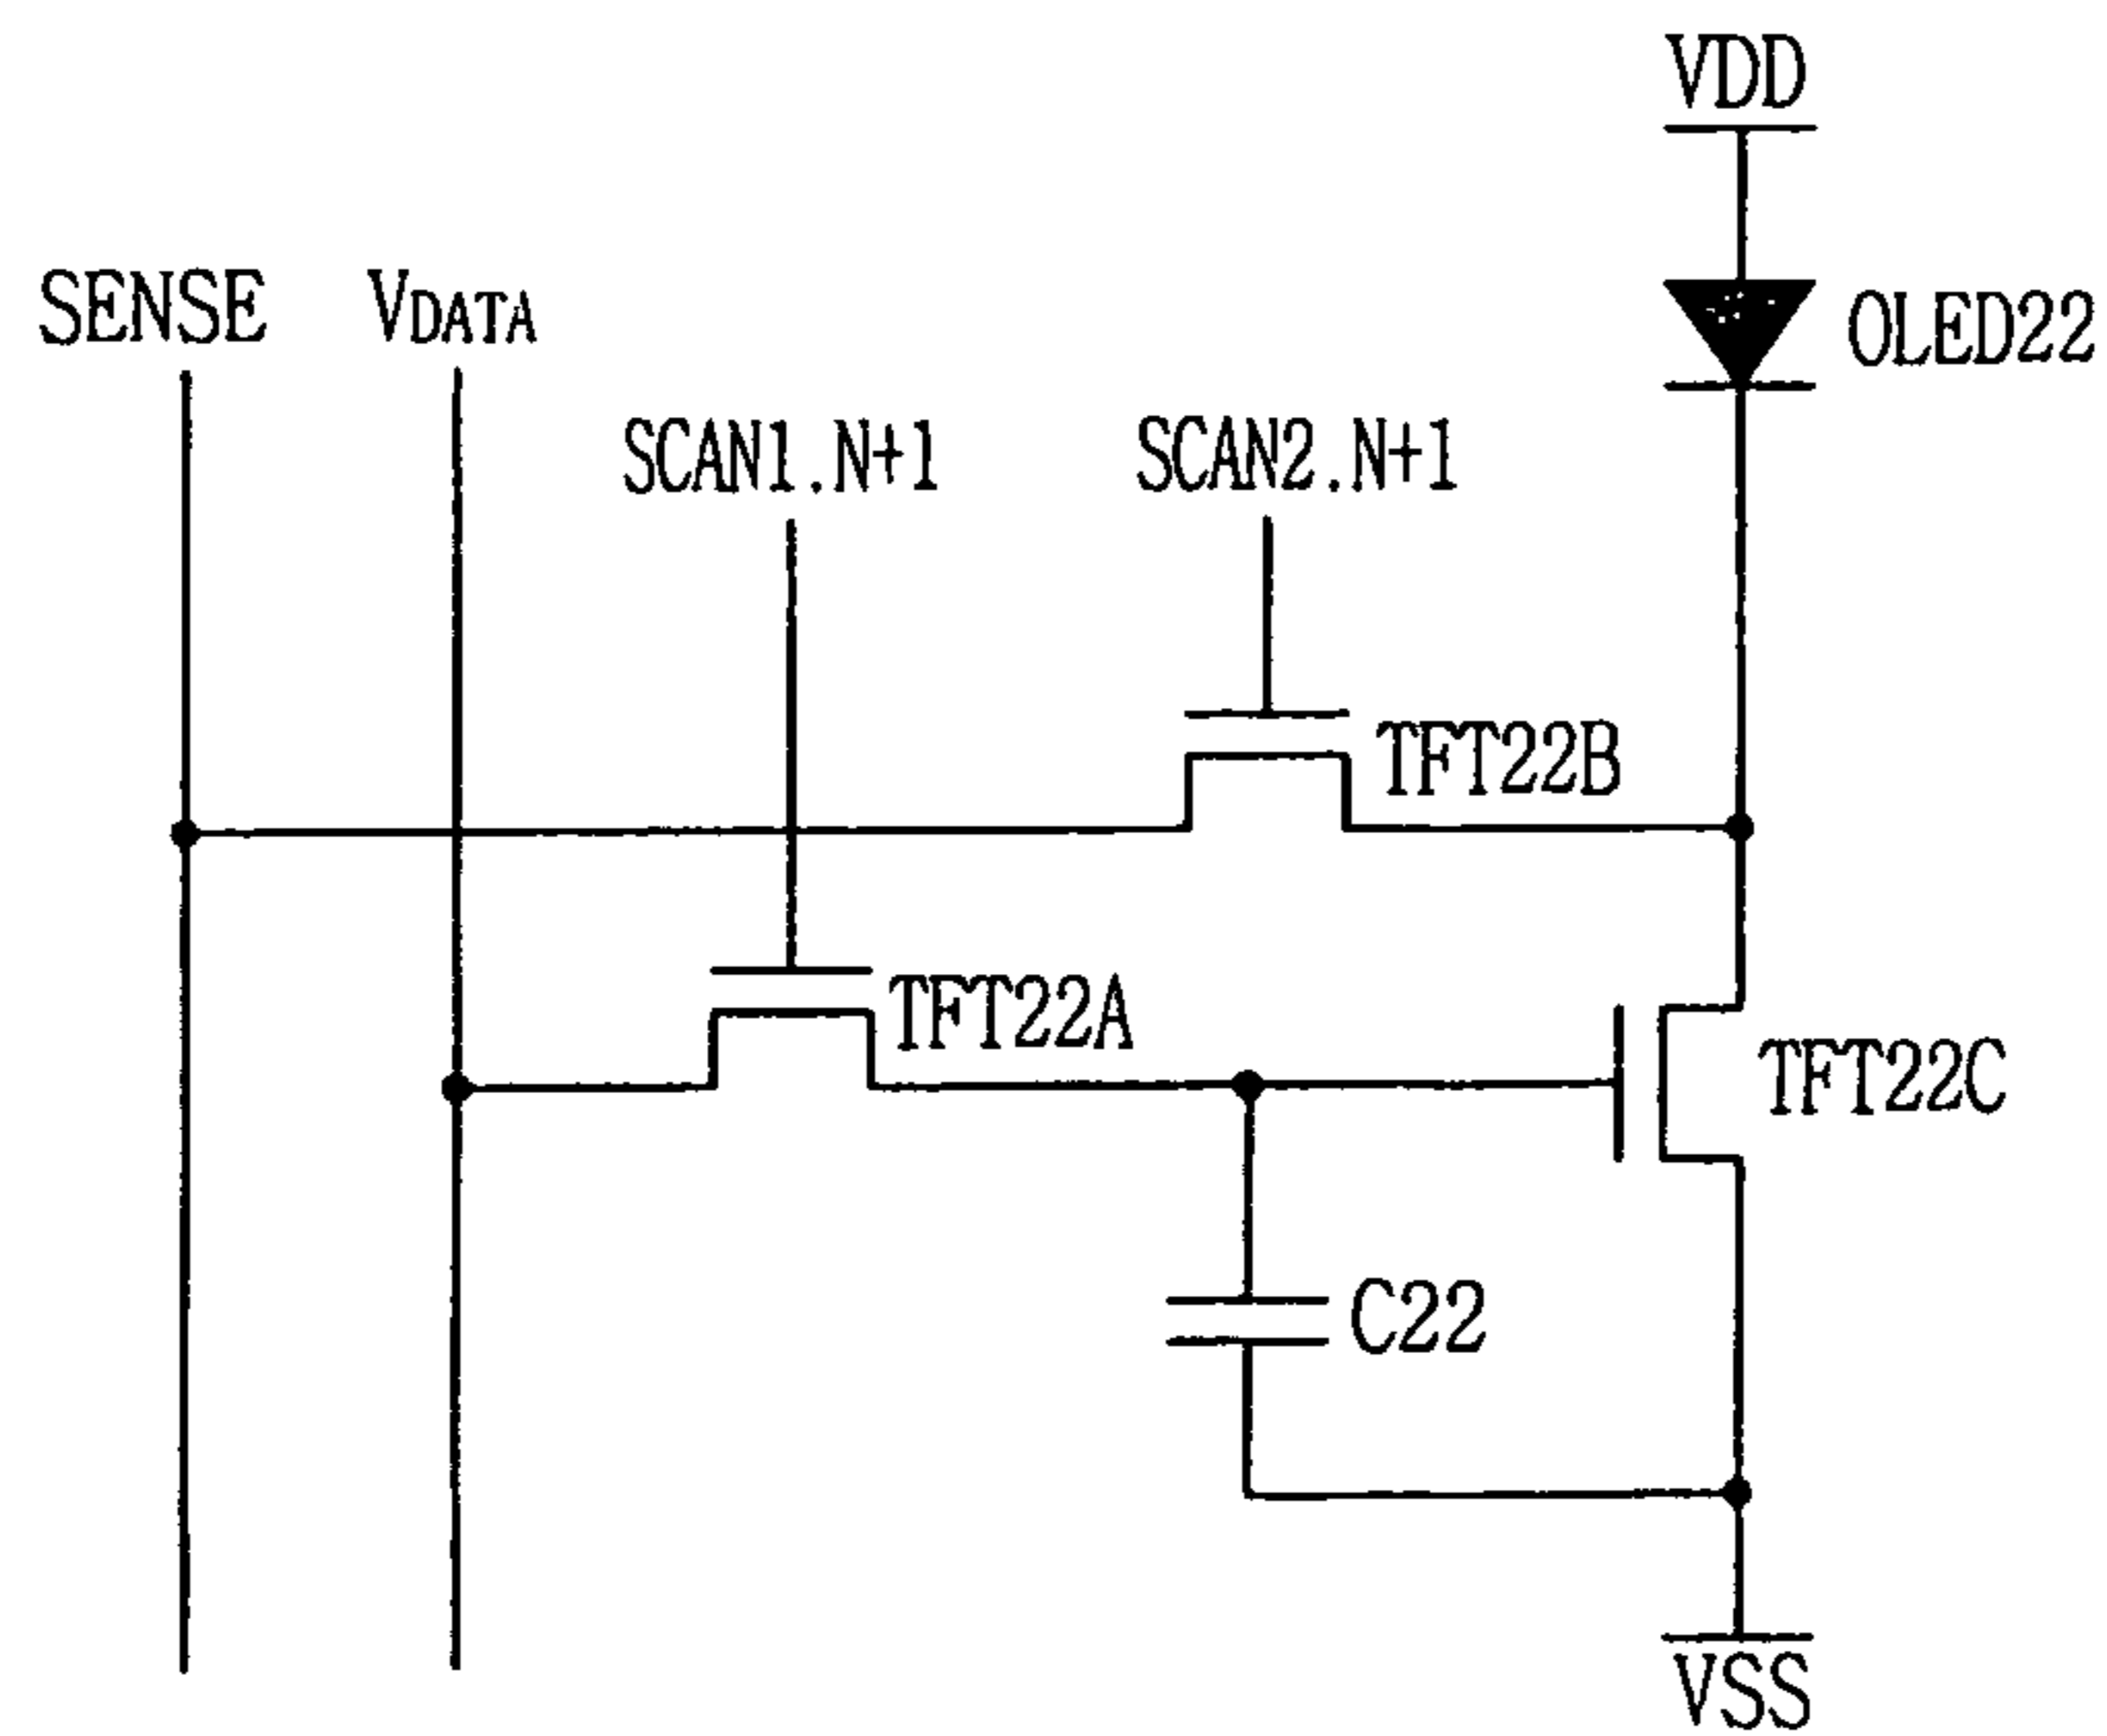 VDD
SENSE
VDATA
OLED22
SCAN1.N+1
SCAN2.N+1
TFT22B
TFT22A
TFT22C
C22
VSS